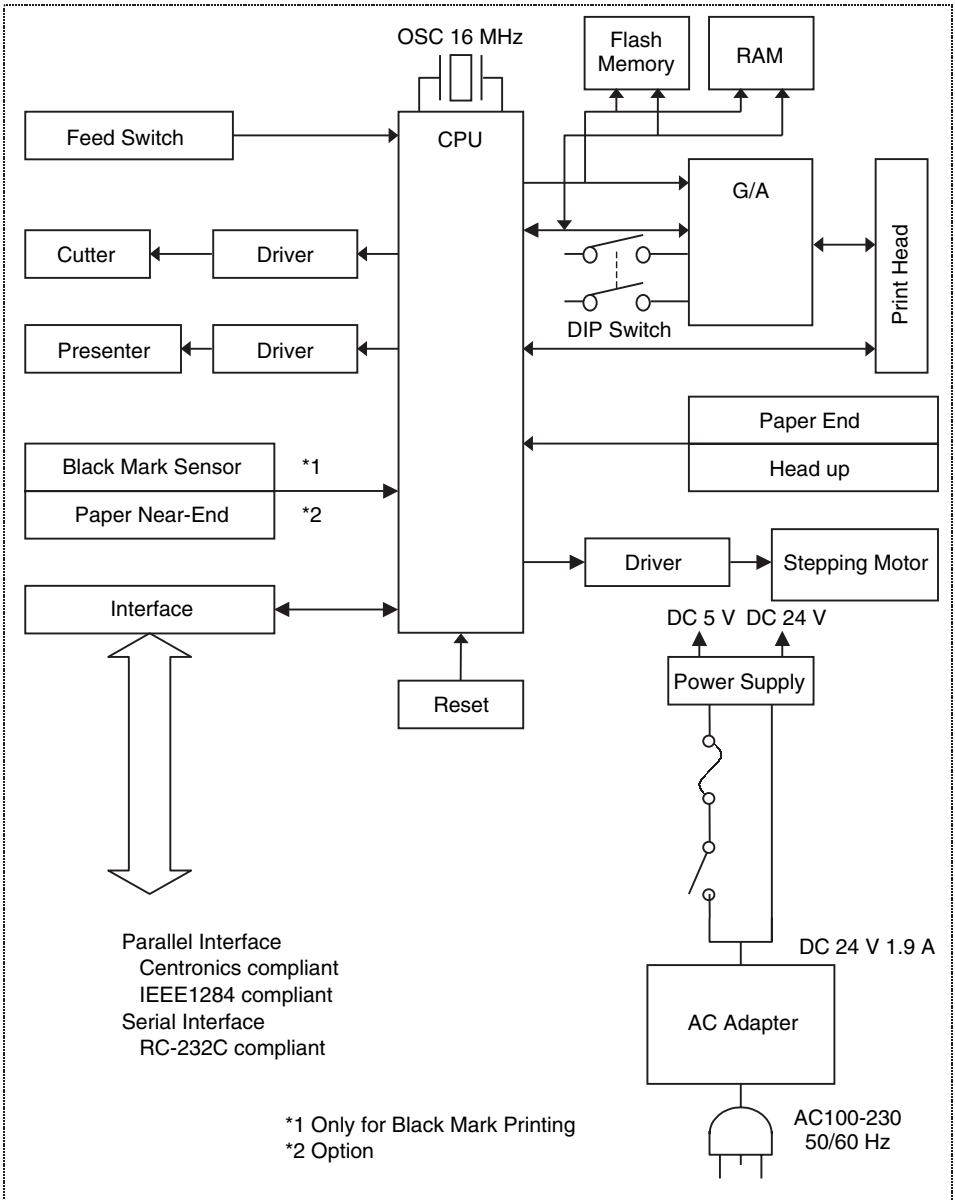 OSC 16 MHz
Flash
Memory
RAM
Feed Switch
CPU
G/A
Print Head
Cutter
Driver
DIP Switch
Presenter
Driver
Paper End
Head up
Black Mark Sensor *1
Paper Near-End *2
Driver
Stepping Motor
Interface
DC 5 V DC 24 V
Power Supply
Reset
Parallel Interface
Centronics compliant
IEEE1284 compliant
Serial Interface
RC-232C compliant
DC 24 V 1.9 A
AC Adapter
AC100-230
50/60 Hz
*1 Only for Black Mark Printing
*2 Option